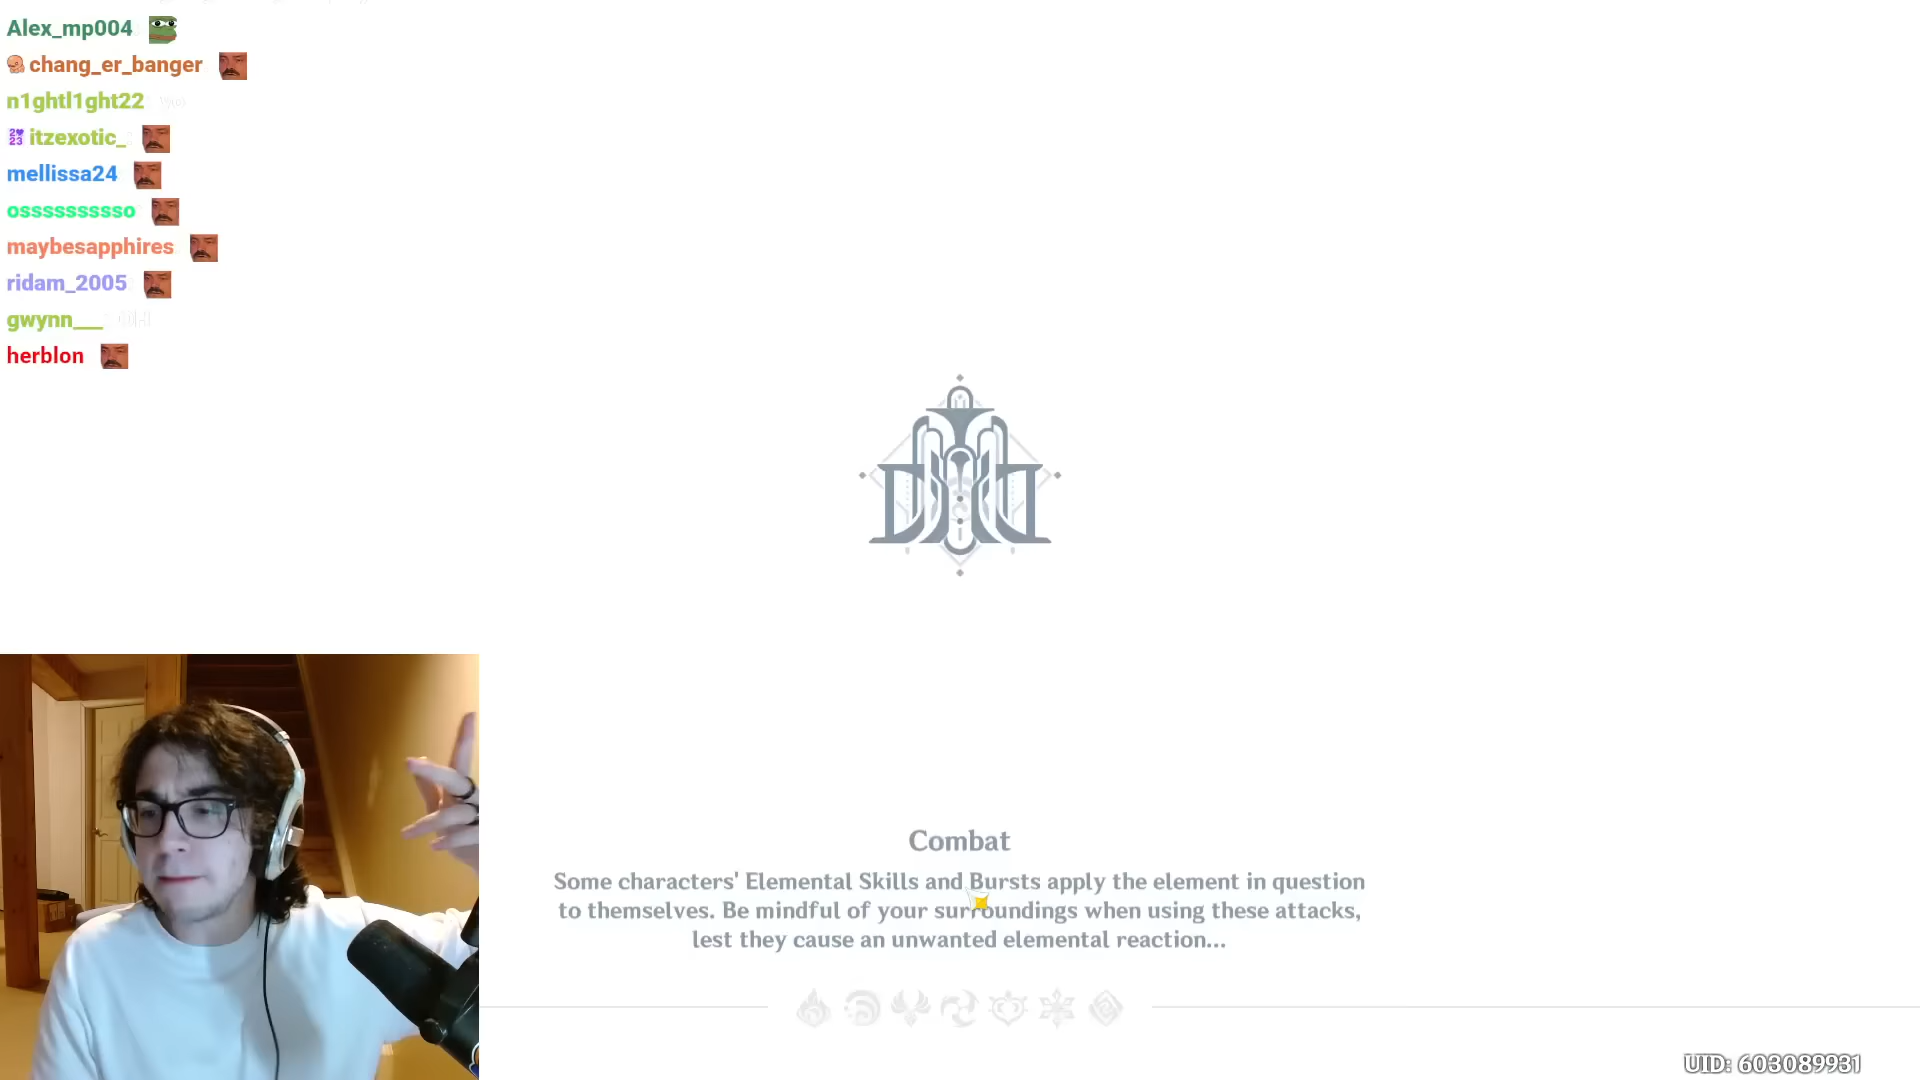 Alex_mp004
chang_er_banger
n1ghtl1ght22 yo
itzexotic_
mellissa24
ossssssssso
maybesapphires
ridam_2005
gwynn___
herblon
Combat
Some characters' Elemental Skills and Bursts apply the element in question
to themselves. Be mindful of your surroundings when using these attacks,
lest they cause an unwanted elemental reaction...
UID: 603089931